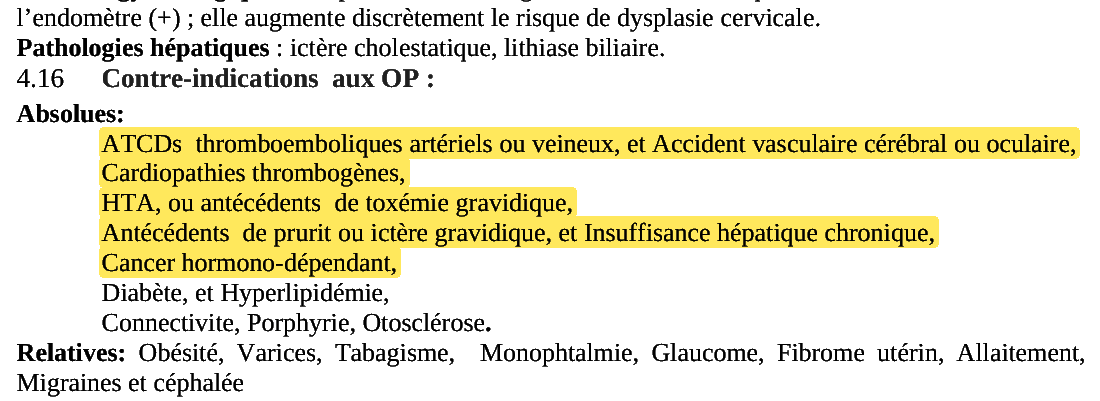 l’endomètre (+) ; elle augmente discrètement le risque de dysplasie cervicale.
Pathologies hépatiques : ictère cholestatique, lithiase biliaire.
4.16 Contre-indications aux OP :
Absolues:
ATCDs thromboemboliques artériels ou veineux, et Accident vasculaire cérébral ou oculaire,
Cardiopathies thrombogènes,
HTA, ou antécédents de toxémie gravidique,
Antécédents de prurit ou ictère gravidique, et Insuffisance hépatique chronique,
Cancer hormono-dépendant,
Diabète, et Hyperlipidémie,
Connectivite, Porphyrie, Otosclérose.
Relatives: Obésité, Varices, Tabagisme, Monophtalmie, Glaucome, Fibrome utérin, Allaitement,
Migraines et céphalée